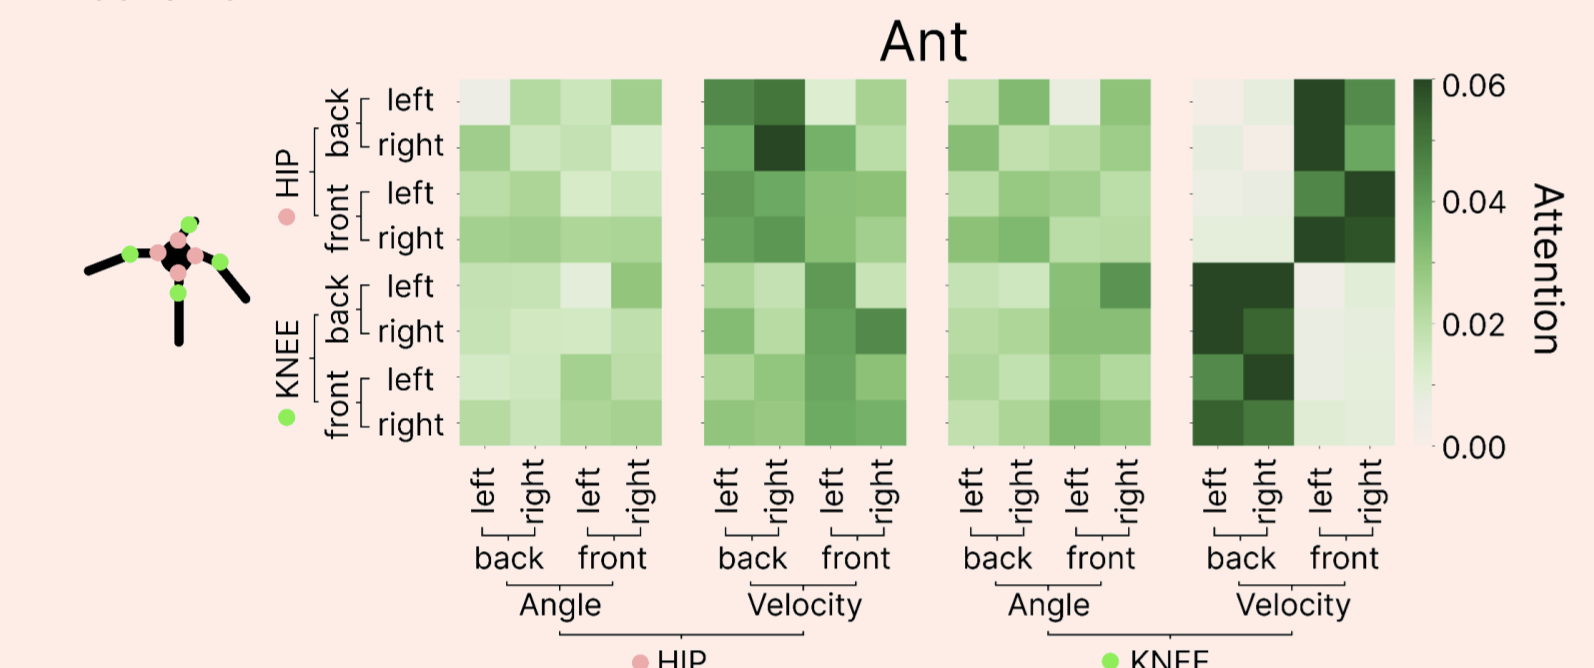 Ant
HIP
back
left
right
front
left
right
KNEE
back
left
right
front
left
right
left right left right
left right left right
left right left right
left right left right
back front back front back front back front
Angle Velocity Angle Velocity
HIP KNEE
0.06
0.04
0.02
0.00
Attention